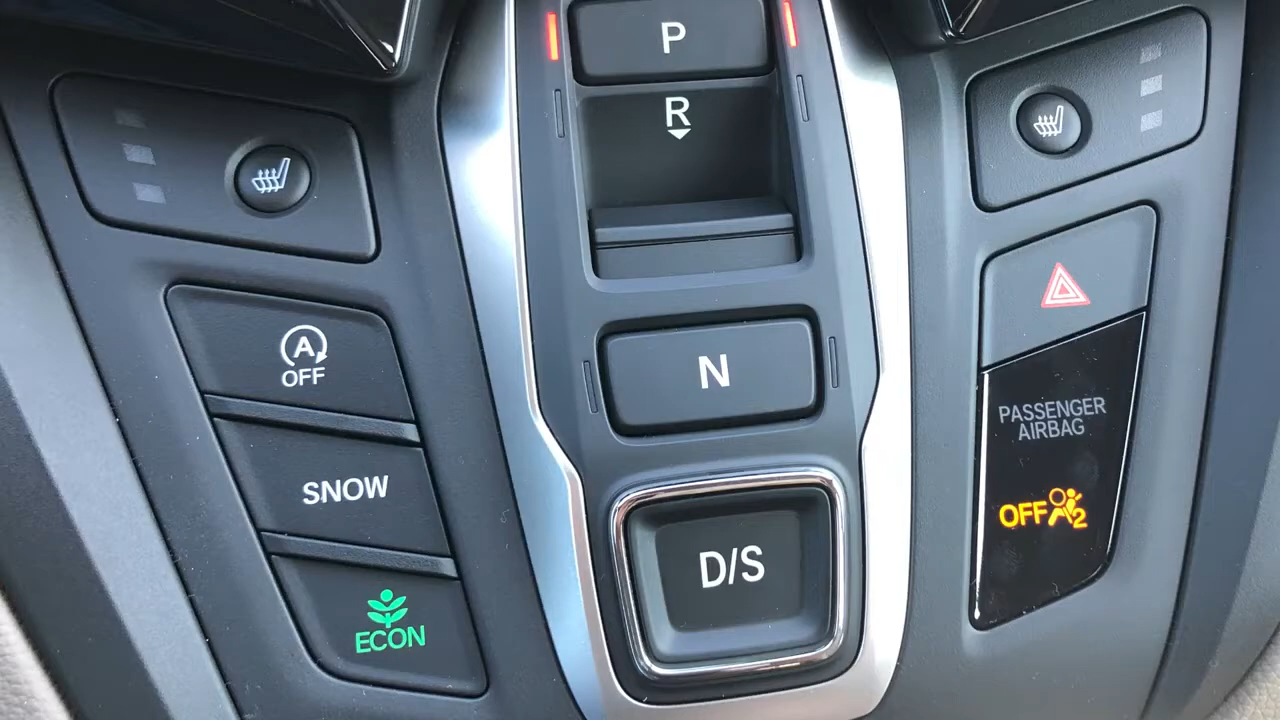 P
R
N
D/S
A
OFF
SNOW
ECON
PASSENGER
AIRBAG
OFF 2